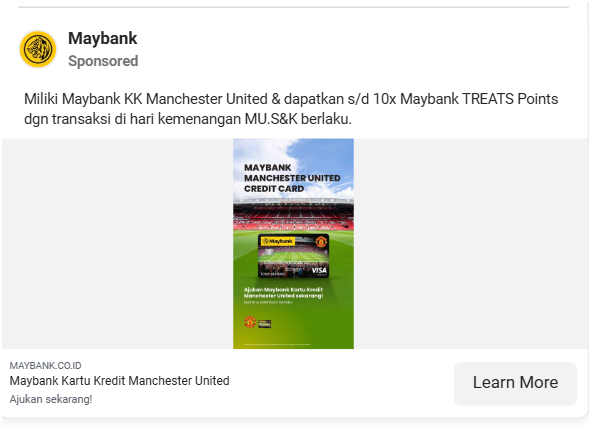 Maybank
Sponsored
Miliki Maybank KK Manchester United & dapatkan s/d 10x Maybank TREATS Points
dgn transaksi di hari kemenangan MU.S&K berlaku.
MAYBANK
MANCHESTER UNITED
CREDIT CARD
Maybank
VISA
Ajukan Maybank Kartu Kredit
Manchester United sekarang!
MAYBANK.CO.ID
Maybank Kartu Kredit Manchester United
Ajukan sekarang!
Learn More